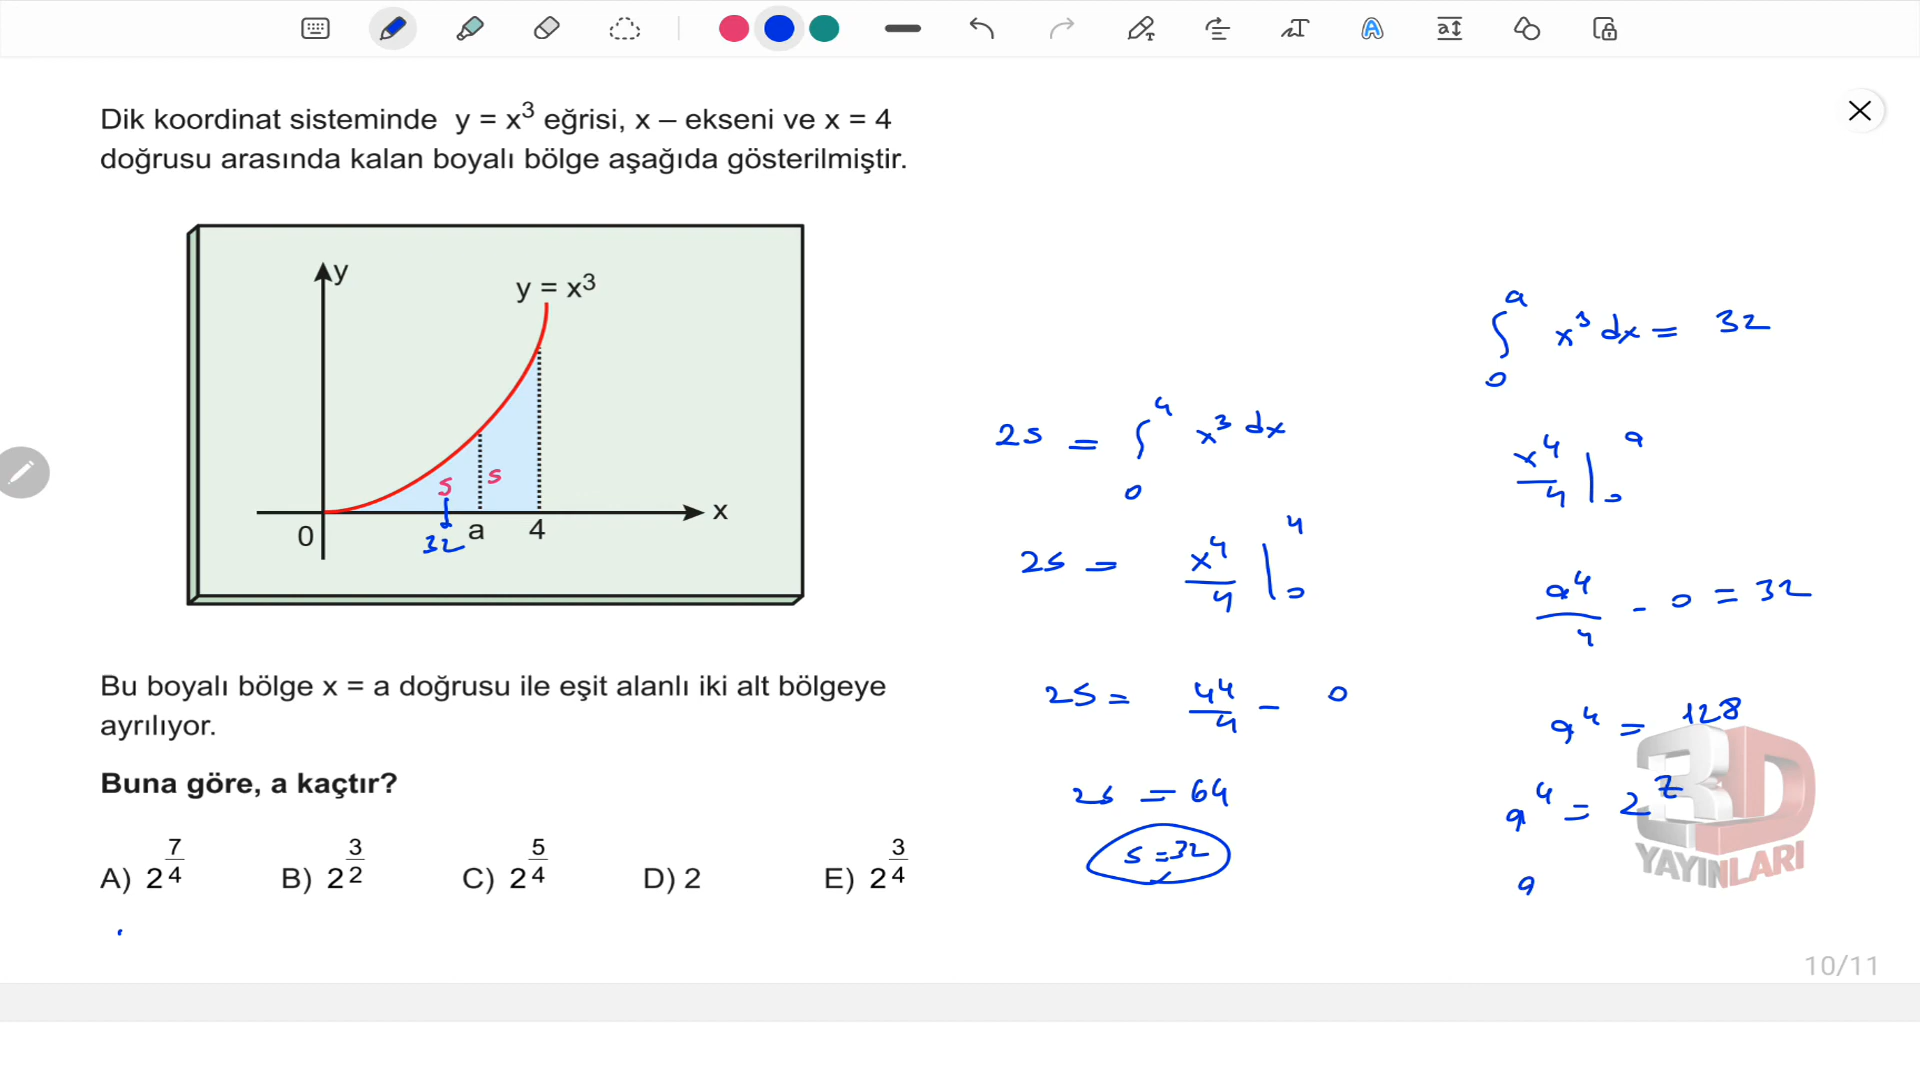 Dik koordinat sisteminde y = x³ eğrisi, x – ekseni ve x = 4
doğrusu arasında kalan boyalı bölge aşağıda gösterilmiştir.
y
y = x³
s
s
0
32
a
4
x
Bu boyalı bölge x = a doğrusu ile eşit alanlı iki alt bölgeye
ayrılıyor.
Buna göre, a kaçtır?
A) 2^(7/4) B) 2^(3/2) C) 2^(5/4) D) 2 E) 2^(3/4)
2s = ∫₀⁴ x³ dx
2s = x⁴/4 |₀⁴
2s = 4⁴/4 - 0
2s = 64
s = 32
∫₀ᵃ x³ dx = 32
x⁴/4 |₀ᵃ
a⁴/4 - 0 = 32
a⁴ = 128
a⁴ = 2⁷
a
3D
YAYINLARI
10/11